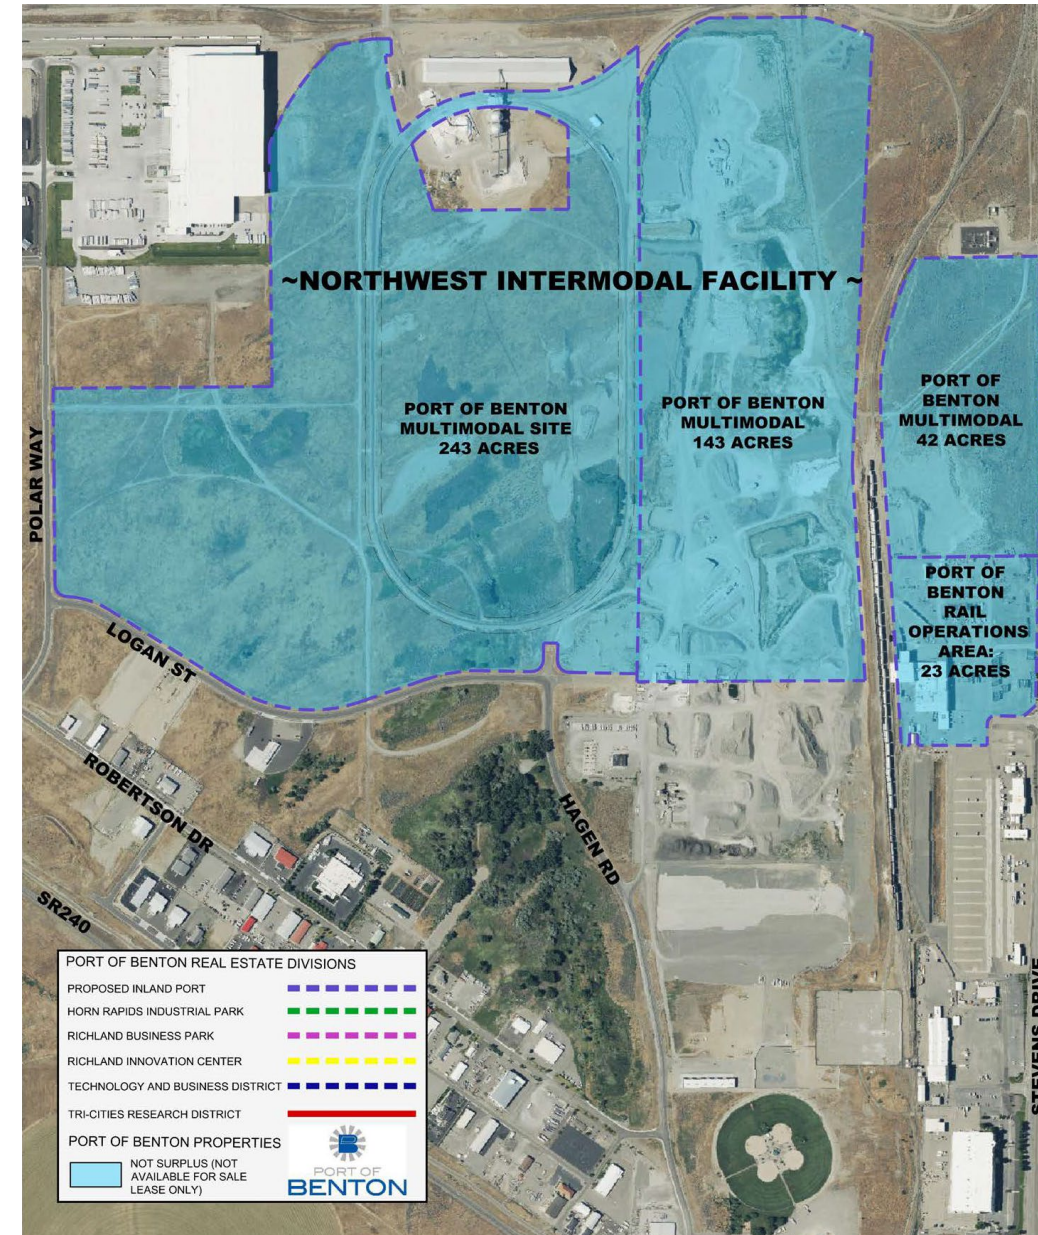 ~NORTHWEST INTERMODAL FACILITY ~
PORT OF BENTON
MULTIMODAL SITE
243 ACRES
PORT OF BENTON
MULTIMODAL
143 ACRES
PORT OF
BENTON
MULTIMODAL
42 ACRES
PORT OF
BENTON
RAIL
OPERATIONS
AREA:
23 ACRES
POLAR WAY
LOGAN ST
ROBERTSON DR
HAGEN RD
SR240
STEVENS DRIVE
PORT OF BENTON REAL ESTATE DIVISIONS
PROPOSED INLAND PORT
HORN RAPIDS INDUSTRIAL PARK
RICHLAND BUSINESS PARK
RICHLAND INNOVATION CENTER
TECHNOLOGY AND BUSINESS DISTRICT
TRI-CITIES RESEARCH DISTRICT
PORT OF BENTON PROPERTIES
NOT SURPLUS (NOT
AVAILABLE FOR SALE
LEASE ONLY)
B
PORT OF
BENTON